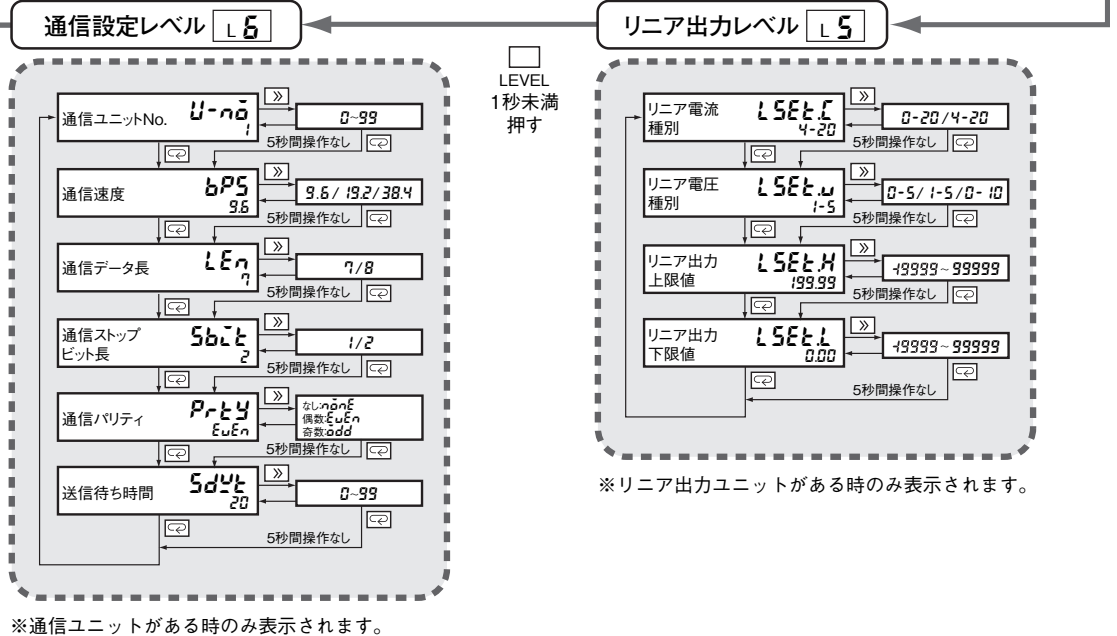 通信設定レベル L 6
通信ユニットNo. U-no 1
0~99
5秒間操作なし
通信速度 bPS 9.6
9.6/19.2/38.4
5秒間操作なし
通信データ長 LEn 7
7/8
5秒間操作なし
通信ストップ
ビット長 Sbit 2
1/2
5秒間操作なし
通信パリティ PrtY EvEn
なし:nonE
偶数:EvEn
奇数:odd
5秒間操作なし
送信待ち時間 SdWt 20
0~99
5秒間操作なし
※通信ユニットがある時のみ表示されます。
LEVEL
1秒未満
押す
リニア出力レベル L 5
リニア電流
種別 LSEt.C 4-20
0-20/4-20
5秒間操作なし
リニア電圧
種別 LSEt.v 1-5
0-5/1-5/0-10
5秒間操作なし
リニア出力
上限値 LSEt.H 199.99
-19999~99999
5秒間操作なし
リニア出力
下限値 LSEt.L 0.00
-19999~99999
5秒間操作なし
※リニア出力ユニットがある時のみ表示されます。